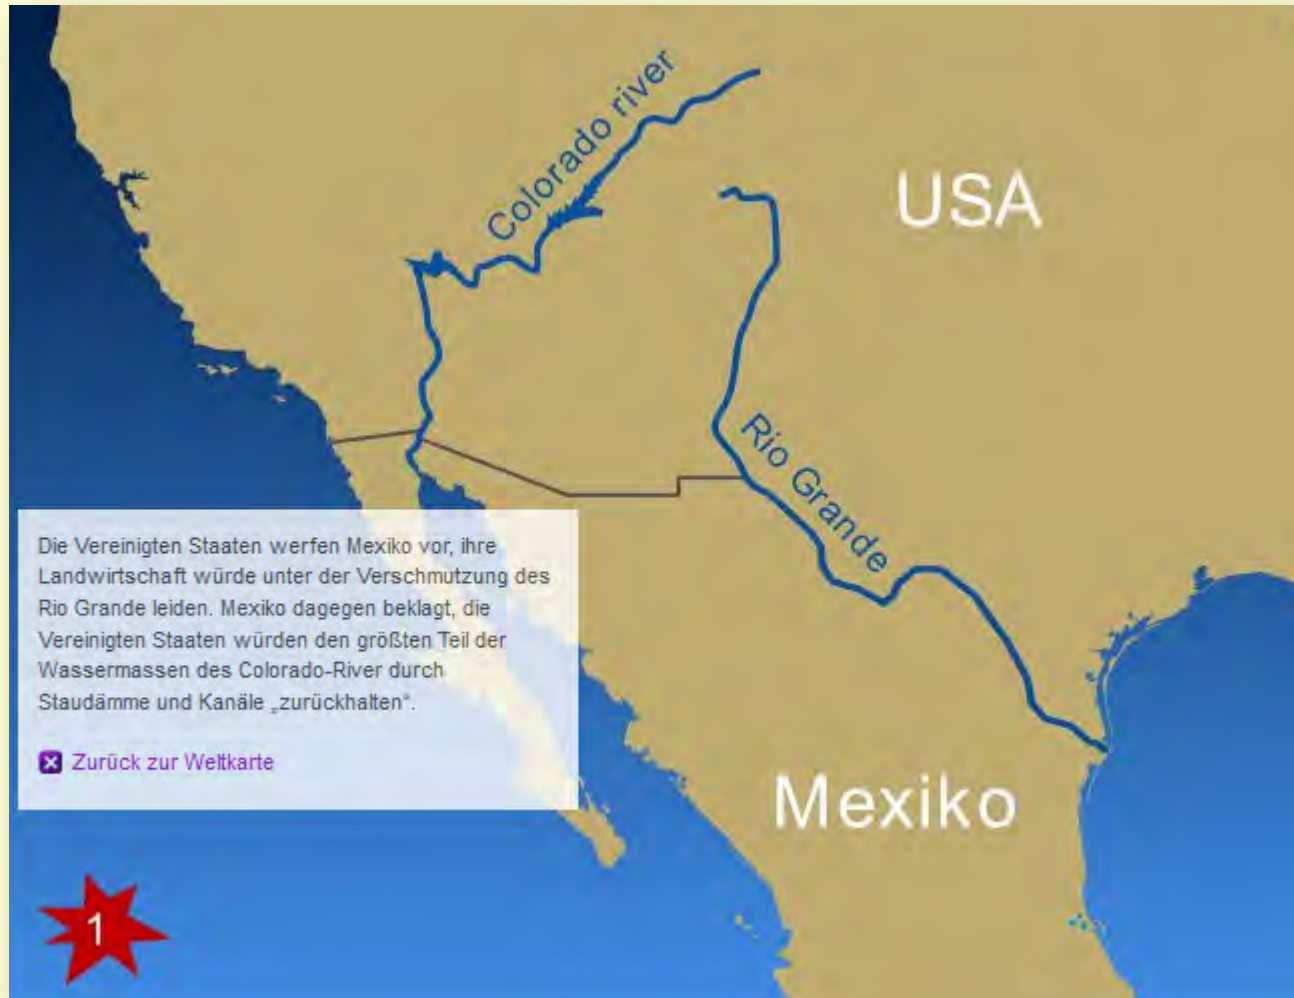 Colorado river
USA
Rio Grande
Die Vereinigten Staaten werfen Mexiko vor, ihre
Landwirtschaft würde unter der Verschmutzung des
Rio Grande leiden. Mexiko dagegen beklagt, die
Vereinigten Staaten würden den größten Teil der
Wassermassen des Colorado-River durch
Staudämme und Kanäle „zurückhalten“.
Zurück zur Weltkarte
Mexiko
1